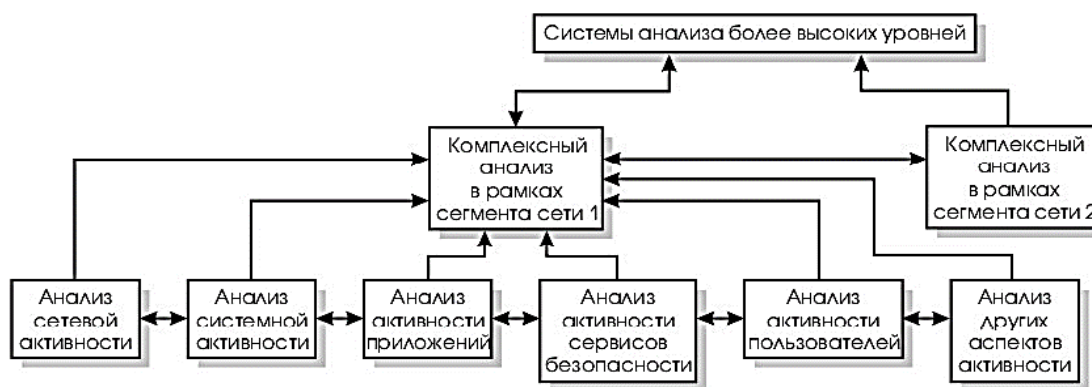 Системы анализа более высоких уровней
Комплексный
анализ
в рамках
сегмента сети 1
Комплексный
анализ
в рамках
сегмента сети 2
Анализ
сетевой
активности
Анализ
системной
активности
Анализ
активности
приложений
Анализ
активности
сервисов
безопасности
Анализ
активности
пользователей
Анализ
других
аспектов
активности